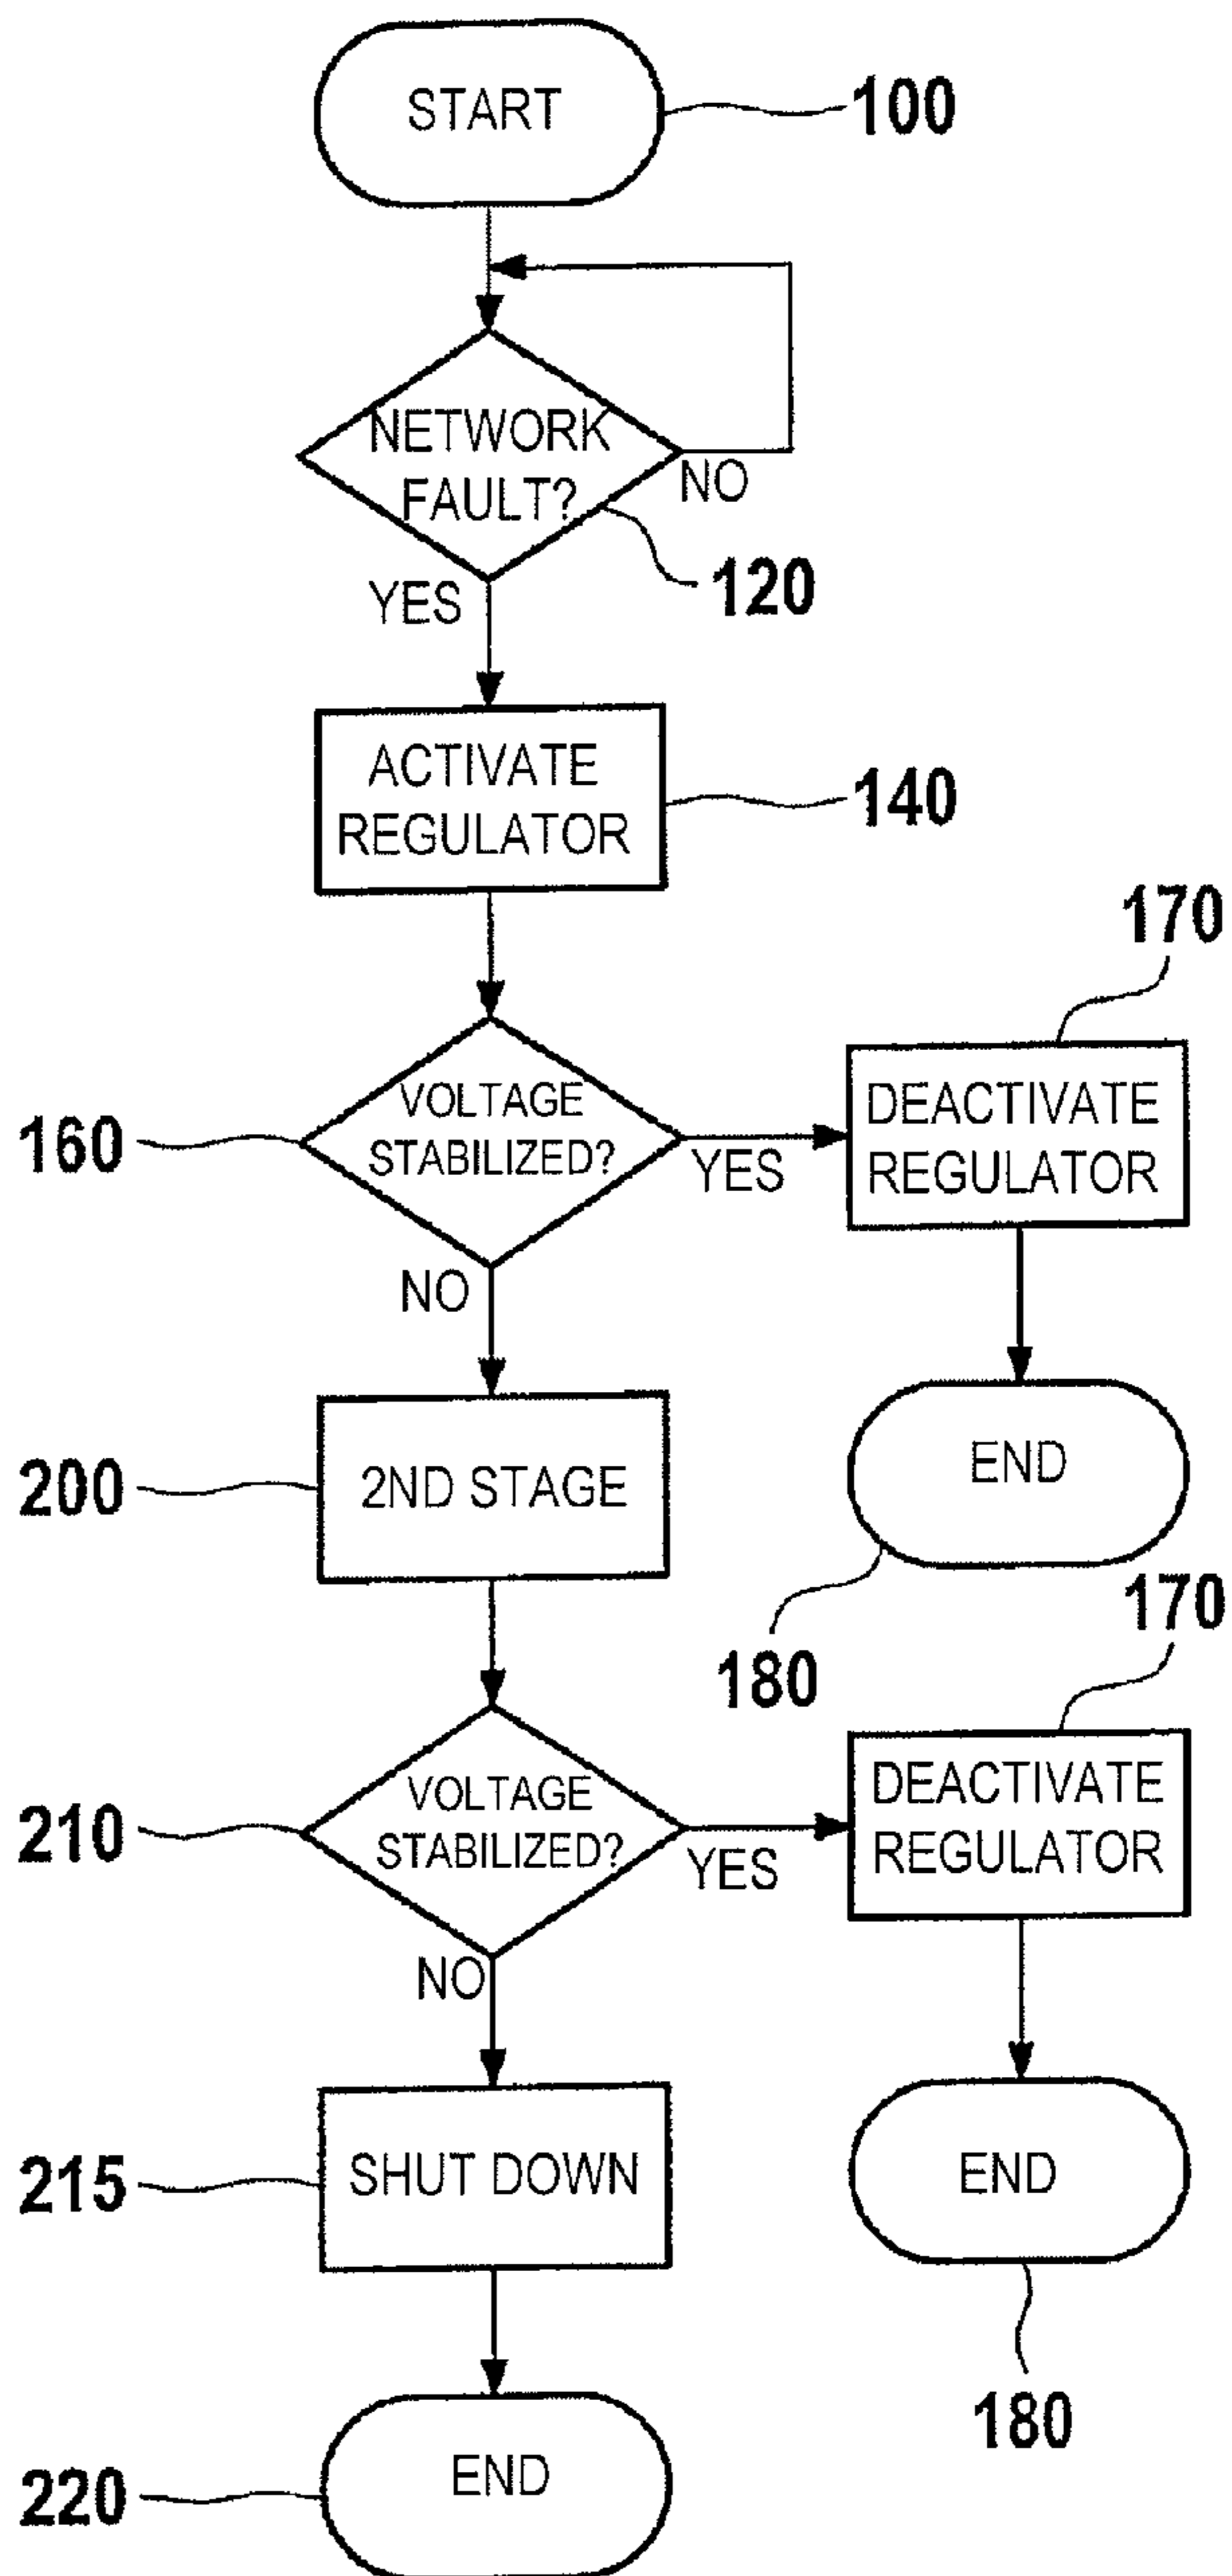 START
100
NETWORK
FAULT?
NO
120
YES
ACTIVATE
REGULATOR
140
170
160
VOLTAGE
STABILIZED?
YES
DEACTIVATE
REGULATOR
NO
200
2ND STAGE
END
180
170
210
VOLTAGE
STABILIZED?
YES
DEACTIVATE
REGULATOR
NO
215
SHUT DOWN
END
180
220
END